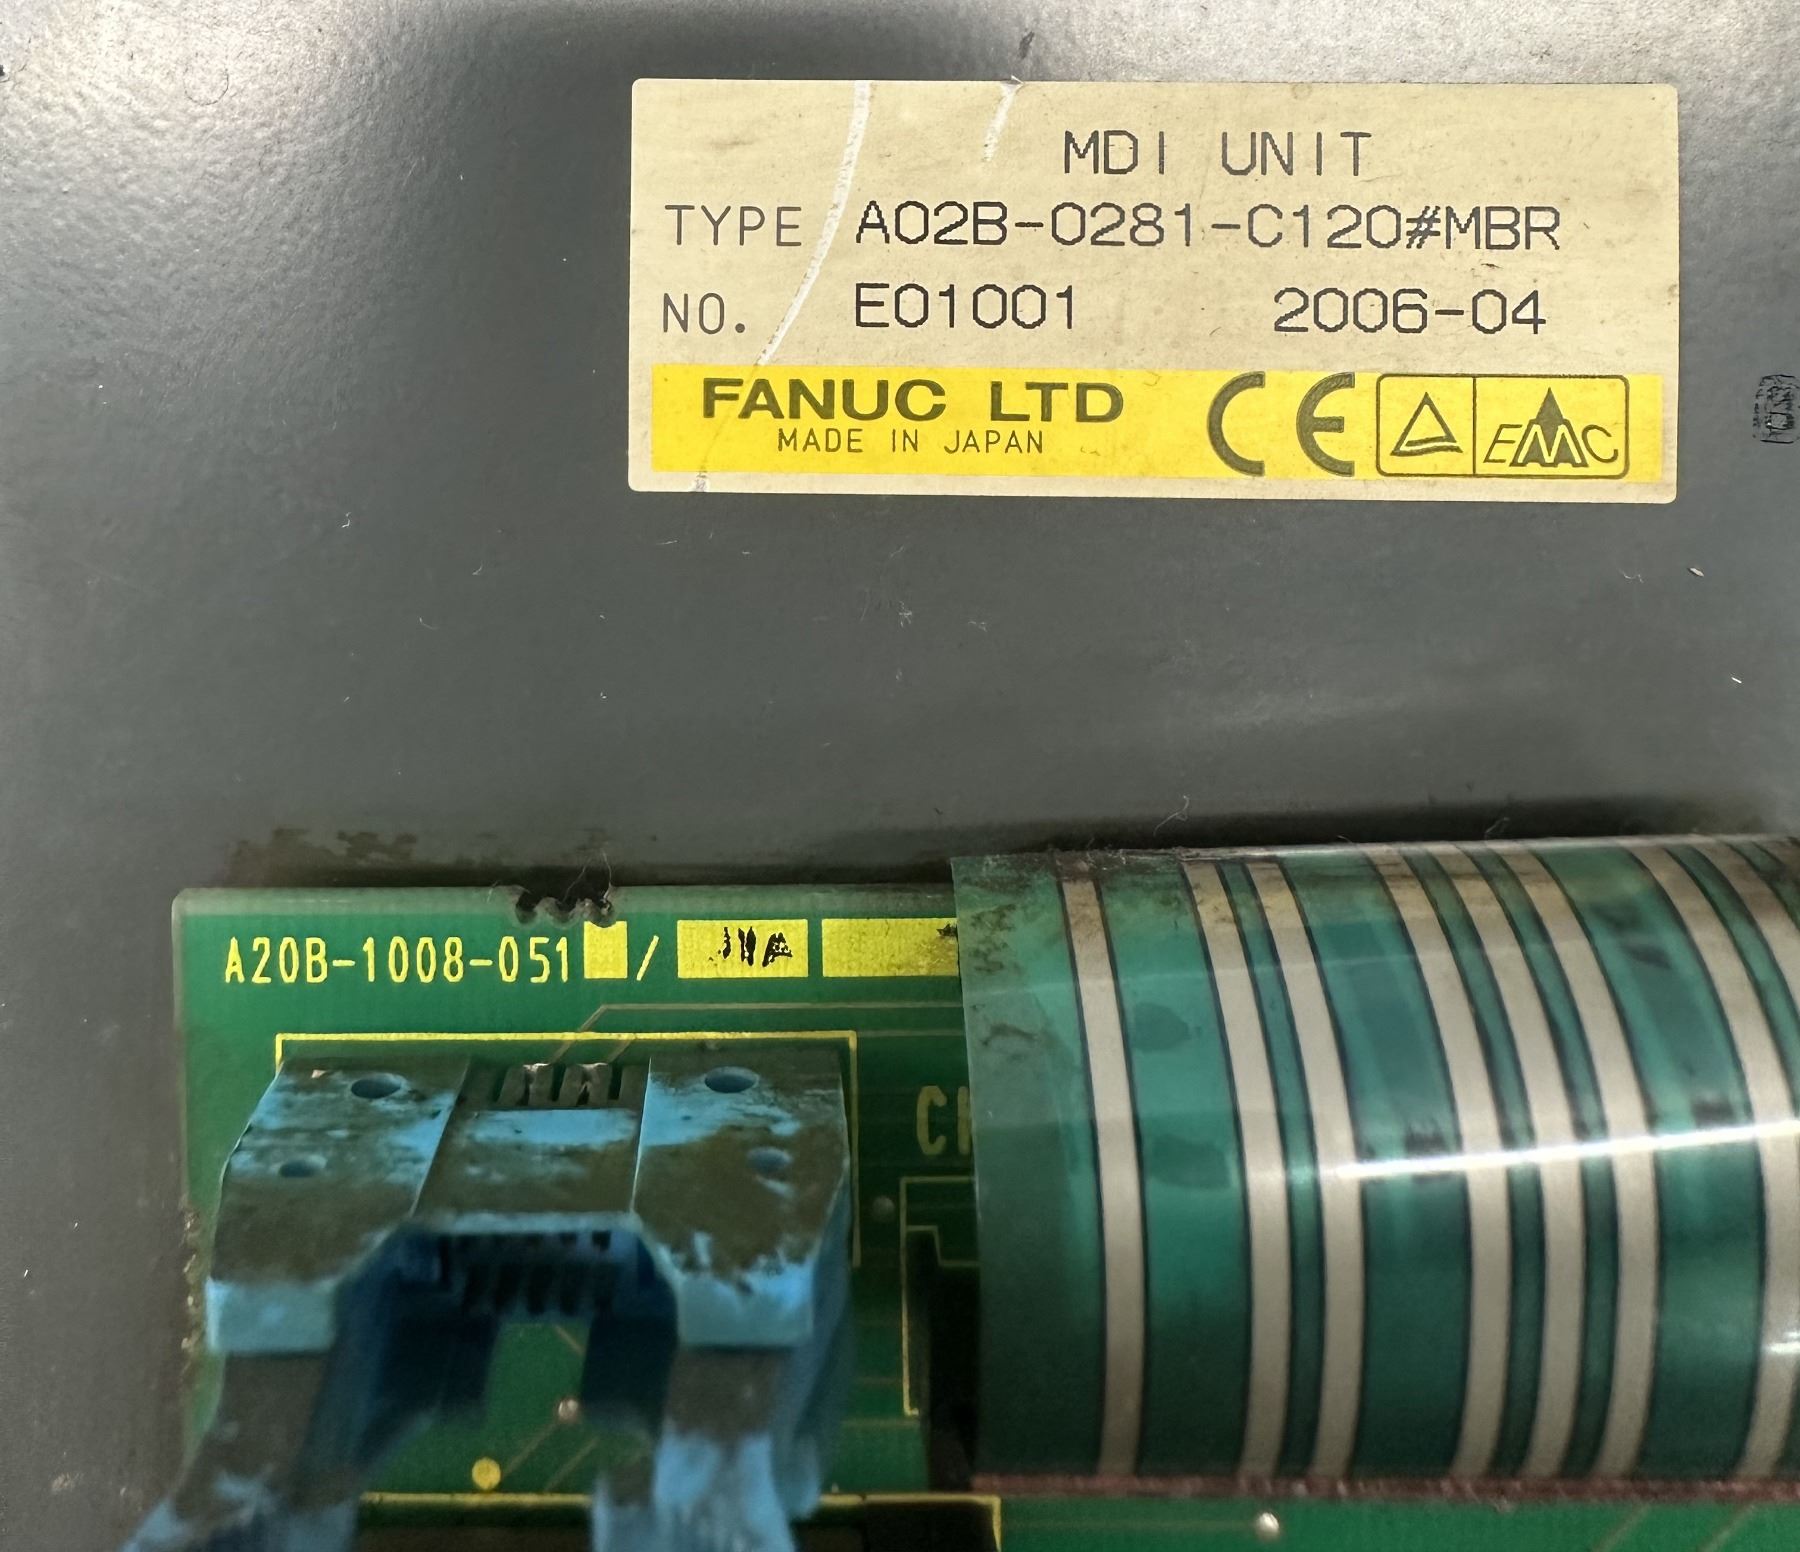 MDI UNIT
TYPE A02B-0281-C120#MBR
NO. E01001 2006-04
FANUC LTD CE EMC
MADE IN JAPAN
A20B-1008-051 /